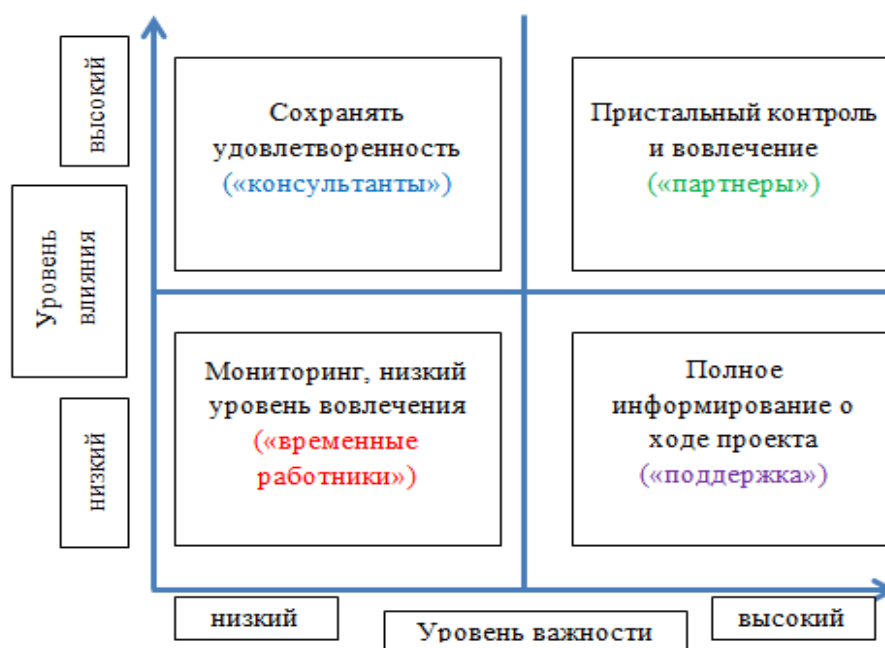 высокий
Сохранять
удовлетворенность
(«консультанты»)
Пристальный контроль
и вовлечение
(«партнеры»)
Уровень
влияния
Мониторинг, низкий
уровень вовлечения
(«временные
работники»)
Полное
информирование о
ходе проекта
(«поддержка»)
низкий
низкий
Уровень важности
высокий